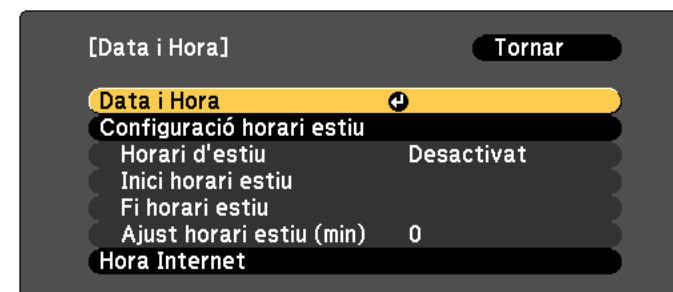 [Data i Hora] Tornar
Data i Hora
Configuració horari estiu
Horari d'estiu Desactivat
Inici horari estiu
Fi horari estiu
Ajust horari estiu (min) 0
Hora Internet